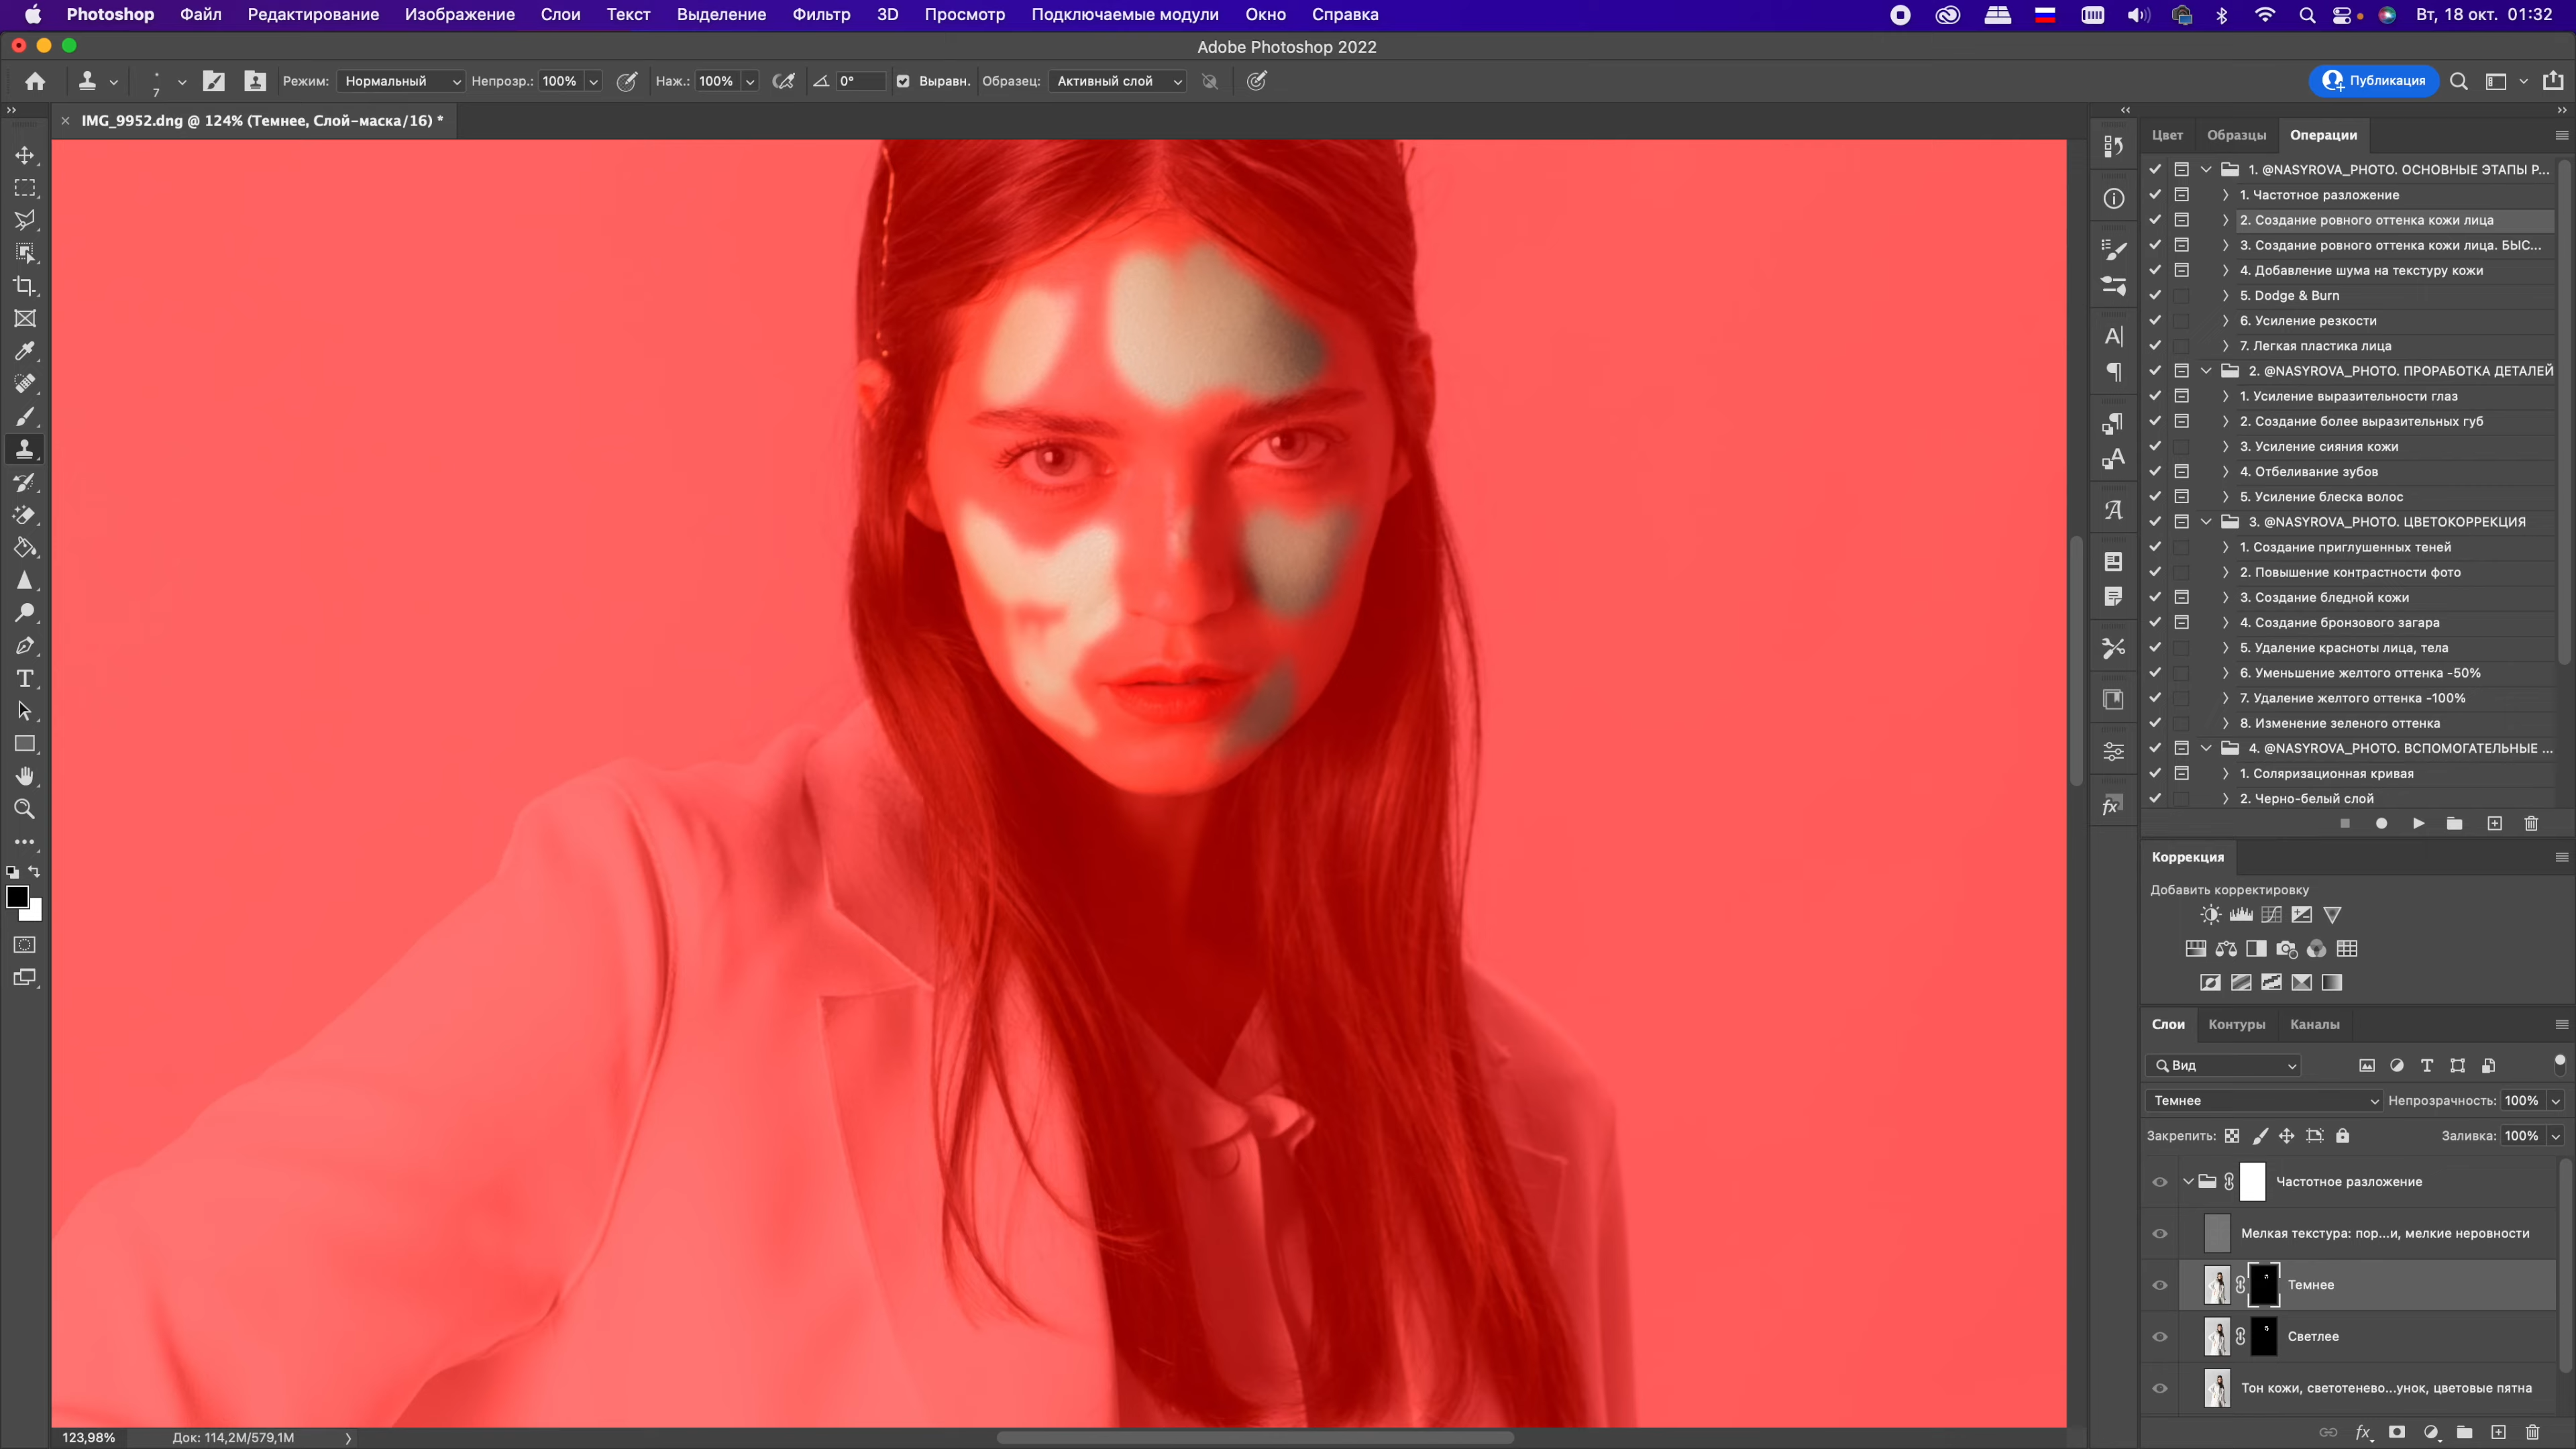 Photoshop Файл Редактирование Изображение Слои Текст Выделение Фильтр 3D Просмотр Подключаемые модули Окно Справка Вт, 18 окт. 01:32
Adobe Photoshop 2022
7 Режим: Нормальный Непрозр.: 100% Наж.: 100% 0° Выравн. Образец: Активный слой Публикация
IMG_9952.dng @ 124% (Темнее, Слой-маска/16) *
Цвет Образцы Операции
1. @NASYROVA_PHOTO. ОСНОВНЫЕ ЭТАПЫ Р...
1. Частотное разложение
2. Создание ровного оттенка кожи лица
3. Создание ровного оттенка кожи лица. БЫС...
4. Добавление шума на текстуру кожи
5. Dodge & Burn
6. Усиление резкости
7. Легкая пластика лица
2. @NASYROVA_PHOTO. ПРОРАБОТКА ДЕТАЛЕЙ
1. Усиление выразительности глаз
2. Создание более выразительных губ
3. Усиление сияния кожи
4. Отбеливание зубов
5. Усиление блеска волос
3. @NASYROVA_PHOTO. ЦВЕТОКОРРЕКЦИЯ
1. Создание приглушенных теней
2. Повышение контрастности фото
3. Создание бледной кожи
4. Создание бронзового загара
5. Удаление красноты лица, тела
6. Уменьшение желтого оттенка -50%
7. Удаление желтого оттенка -100%
8. Изменение зеленого оттенка
4. @NASYROVA_PHOTO. ВСПОМОГАТЕЛЬНЫЕ ...
1. Соляризационная кривая
2. Черно-белый слой
Коррекция
Добавить корректировку
Слои Контуры Каналы
Вид
Темнее Непрозрачность: 100%
Закрепить: Заливка: 100%
Частотное разложение
Мелкая текстура: пор...и, мелкие неровности
Темнее
Светлее
Тон кожи, светотенево...унок, цветовые пятна
123,98% Док: 114,2M/579,1M